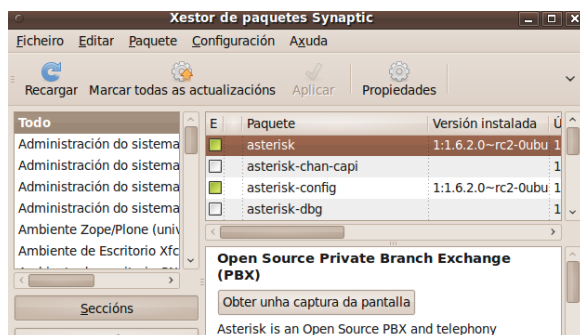 Xestor de paquetes Synaptic
Ficheiro Editar Paquete Configuración Axuda
Recargar Marcar todas as actualizacións Aplicar Propiedades
Todo
Administración do sistema
Administración do sistema
Administración do sistema
Administración do sistema
Ambiente Zope/Plone (univ
Ambiente de Escritorio Xfc
Seccións
E Paquete Versión instalada Ú
asterisk 1:1.6.2.0~rc2-0ubu 1
asterisk-chan-capi 1
asterisk-config 1:1.6.2.0~rc2-0ubu 1
asterisk-dbg 1
Open Source Private Branch Exchange
(PBX)
Obter unha captura da pantalla
Asterisk is an Open Source PBX and telephony